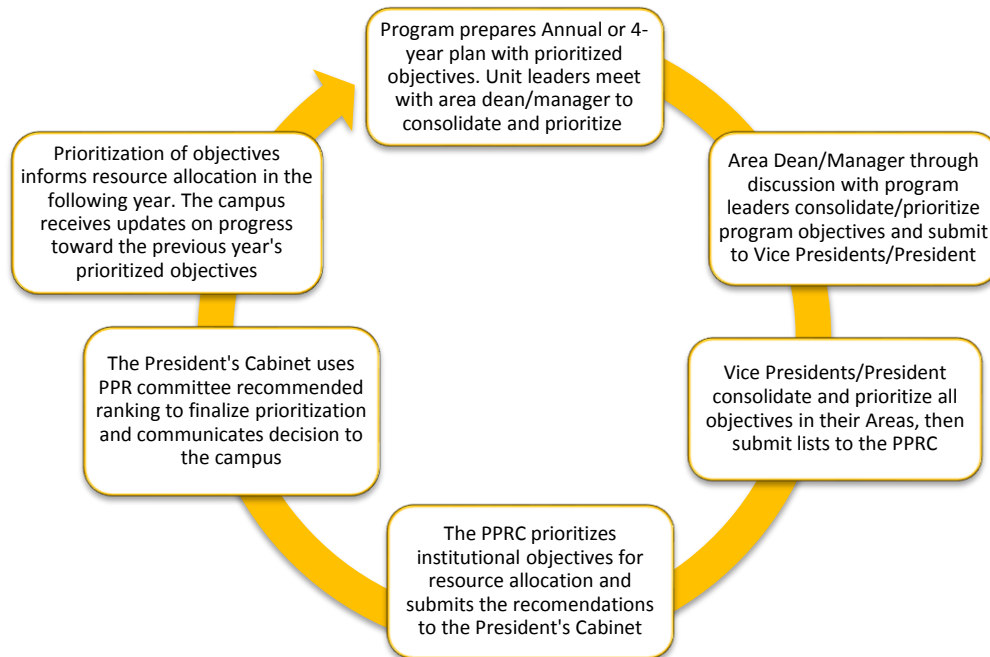 Program prepares Annual or 4-
year plan with prioritized
objectives. Unit leaders meet
with area dean/manager to
consolidate and prioritize
Area Dean/Manager through
discussion with program
leaders consolidate/prioritize
program objectives and submit
to Vice Presidents/President
Vice Presidents/President
consolidate and prioritize all
objectives in their Areas, then
submit lists to the PPRC
The PPRC prioritizes
institutional objectives for
resource allocation and
submits the recomendations
to the President's Cabinet
The President's Cabinet uses
PPR committee recommended
ranking to finalize prioritization
and communicates decision to
the campus
Prioritization of objectives
informs resource allocation in the
following year. The campus
receives updates on progress
toward the previous year's
prioritized objectives